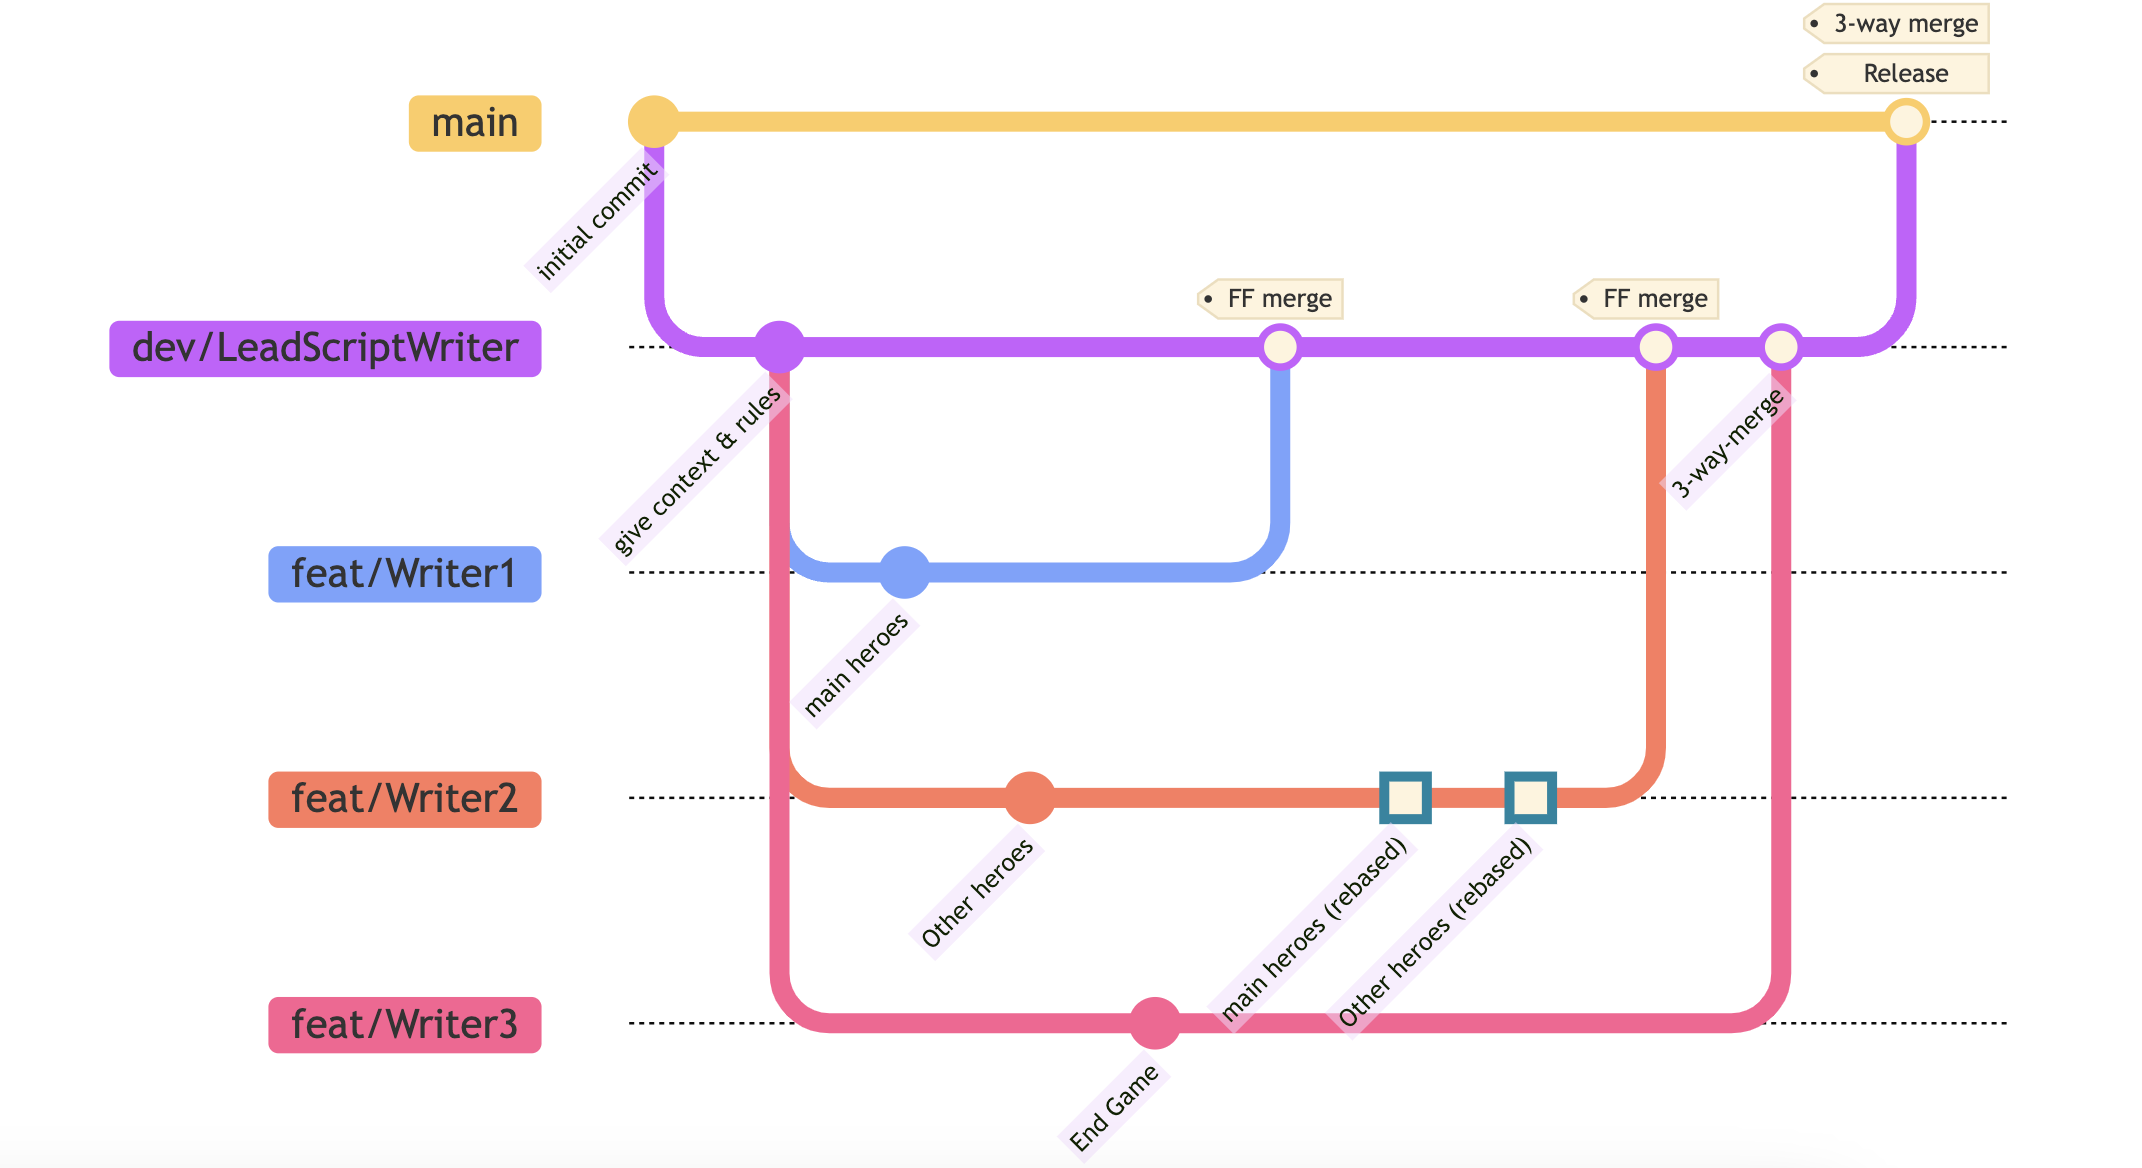 3-way merge
Release
main
initial commit
FF merge
FF merge
dev/LeadScriptWriter
give context & rules
3-way-merge
feat/Writer1
main heroes
feat/Writer2
Other heroes
main heroes (rebased)
Other heroes (rebased)
feat/Writer3
End Game